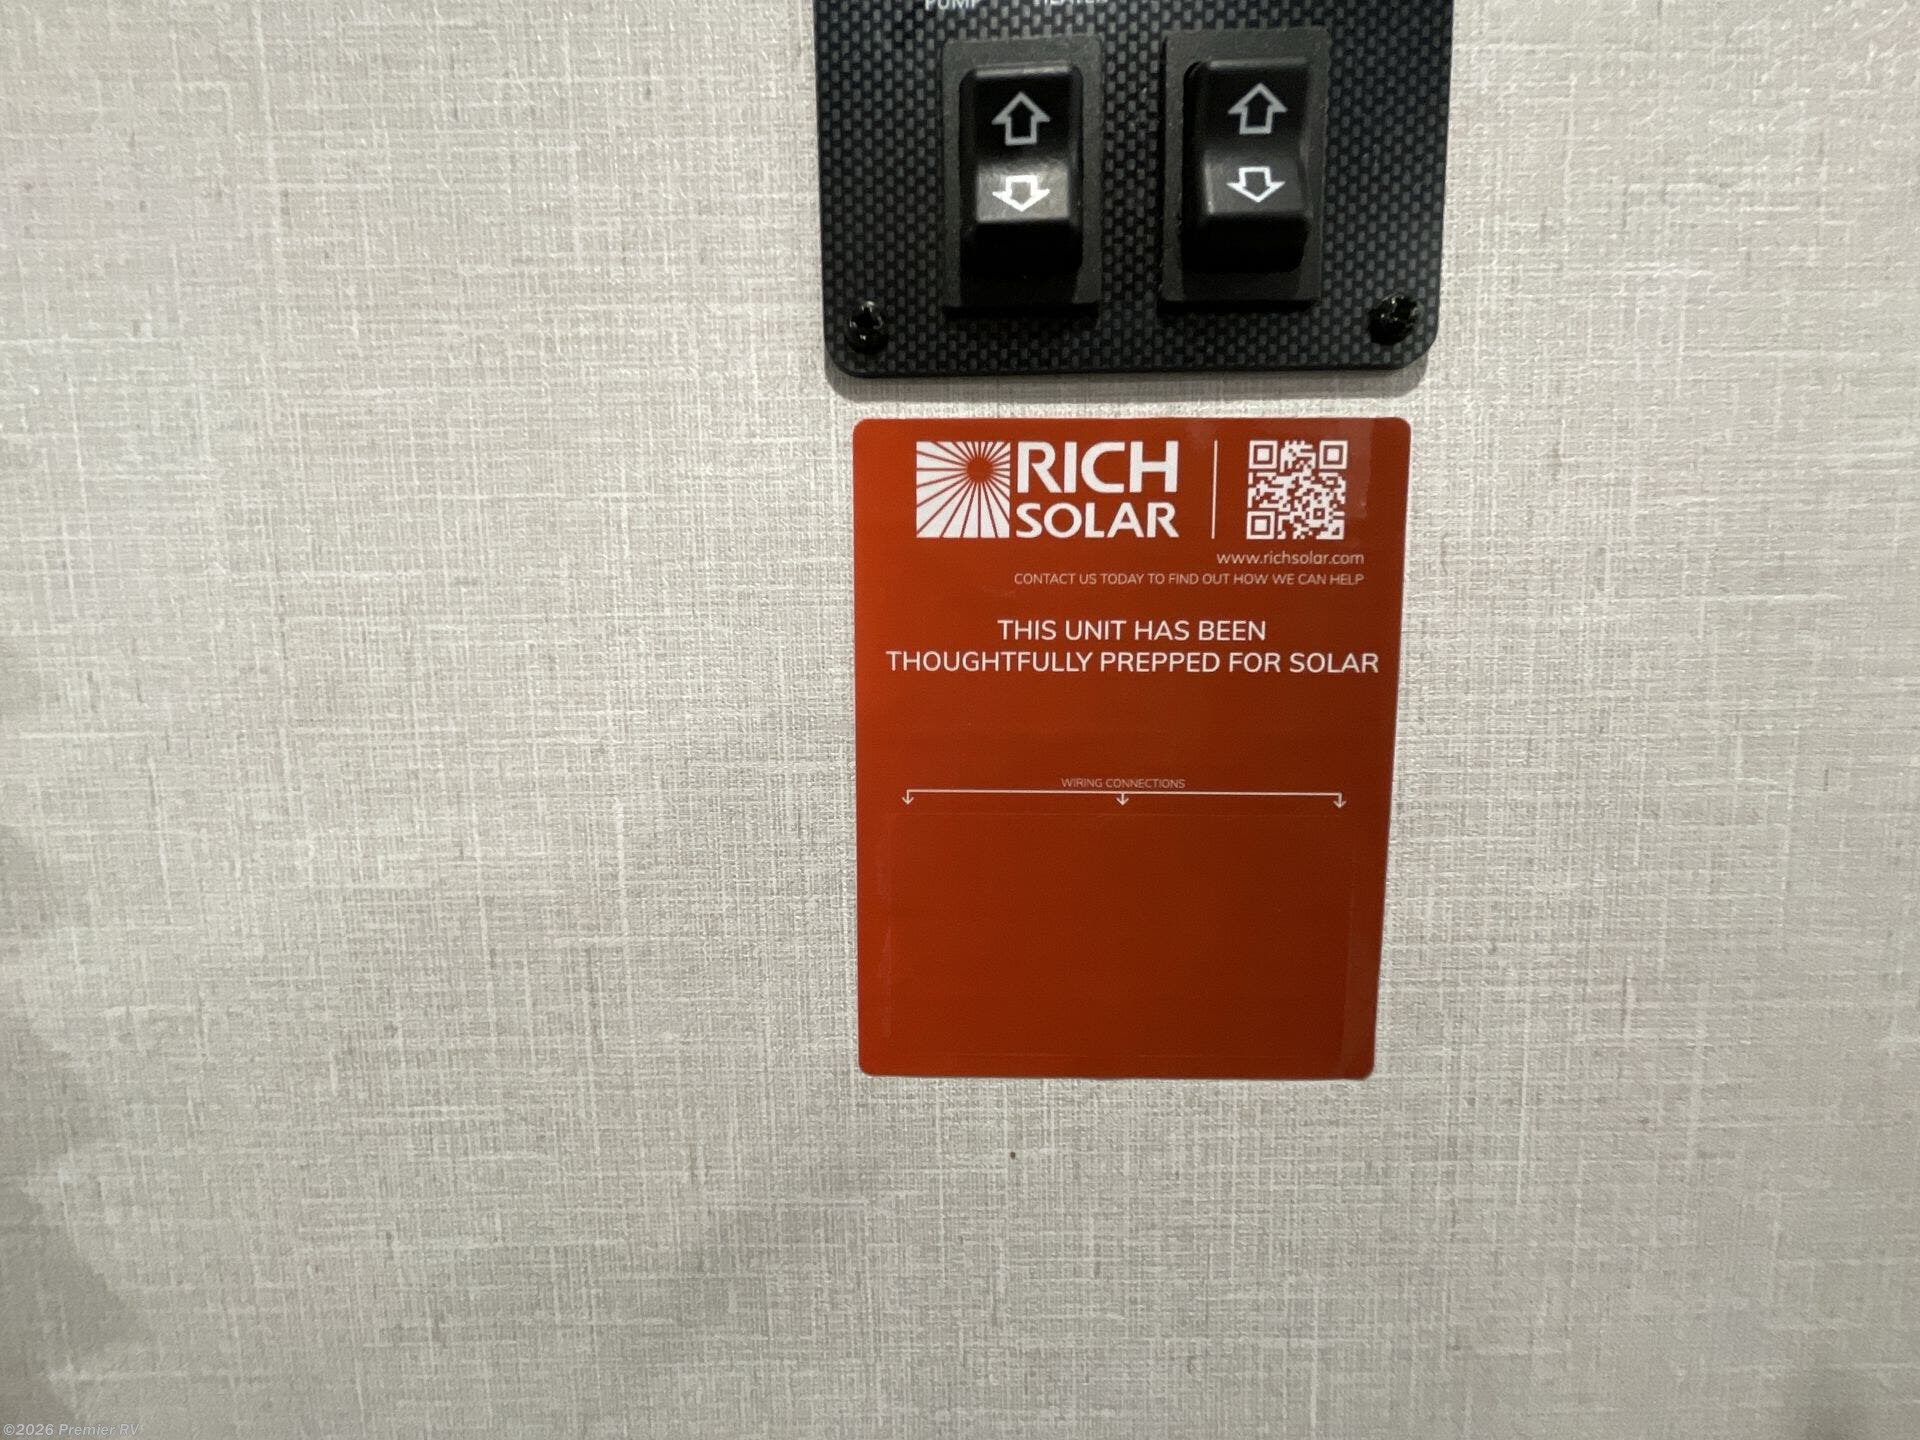 PUMP HEATER
RICH
SOLAR
www.richsolar.com
CONTACT US TODAY TO FIND OUT HOW WE CAN HELP
THIS UNIT HAS BEEN
THOUGHTFULLY PREPPED FOR SOLAR
WIRING CONNECTIONS
©2026 Premier RV